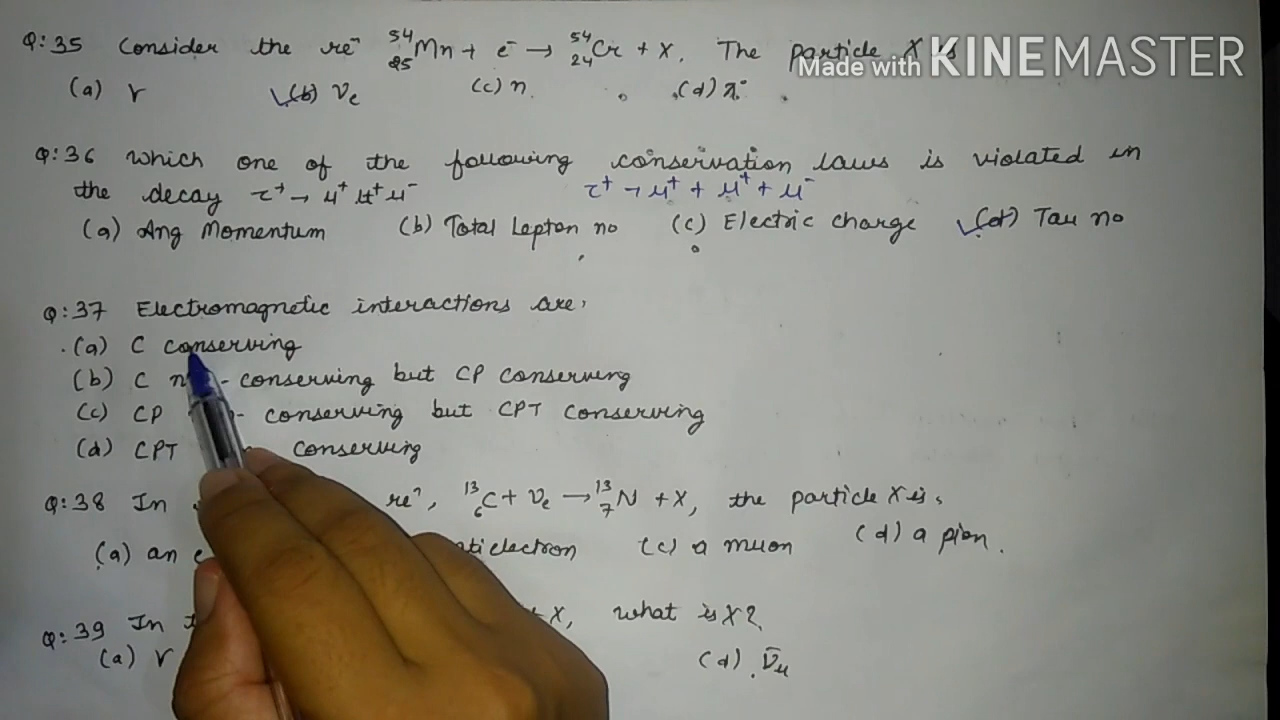 Q:35 Consider the reⁿ ⁵⁴₂₅Mn + e⁻ → ⁵⁴₂₄Cr + X. The particle X is
Made with KINEMASTER
(a) γ (b) νe (c) n (d) π°
Q:36 which one of the following conservation laws is violated in
the decay τ⁺ → μ⁺ μ⁺ μ⁻ τ⁺ → μ⁺ + μ⁺ + μ⁻
(a) Ang Momentum (b) Total Lepton no (c) Electric charge (d) Tau no
Q:37 Electromagnetic interactions are,
(a) C conserving
(b) C - conserving but CP conserving
(c) CP - conserving but CPT conserving
(d) CPT conserving
Q:38 In reⁿ, ¹³₆C + νe → ¹³₇N + X, the particle X is,
(a) an (c) a muon (d) a pion.
Q:39 In X, what is X?
(a) γ (d) ν̄μ